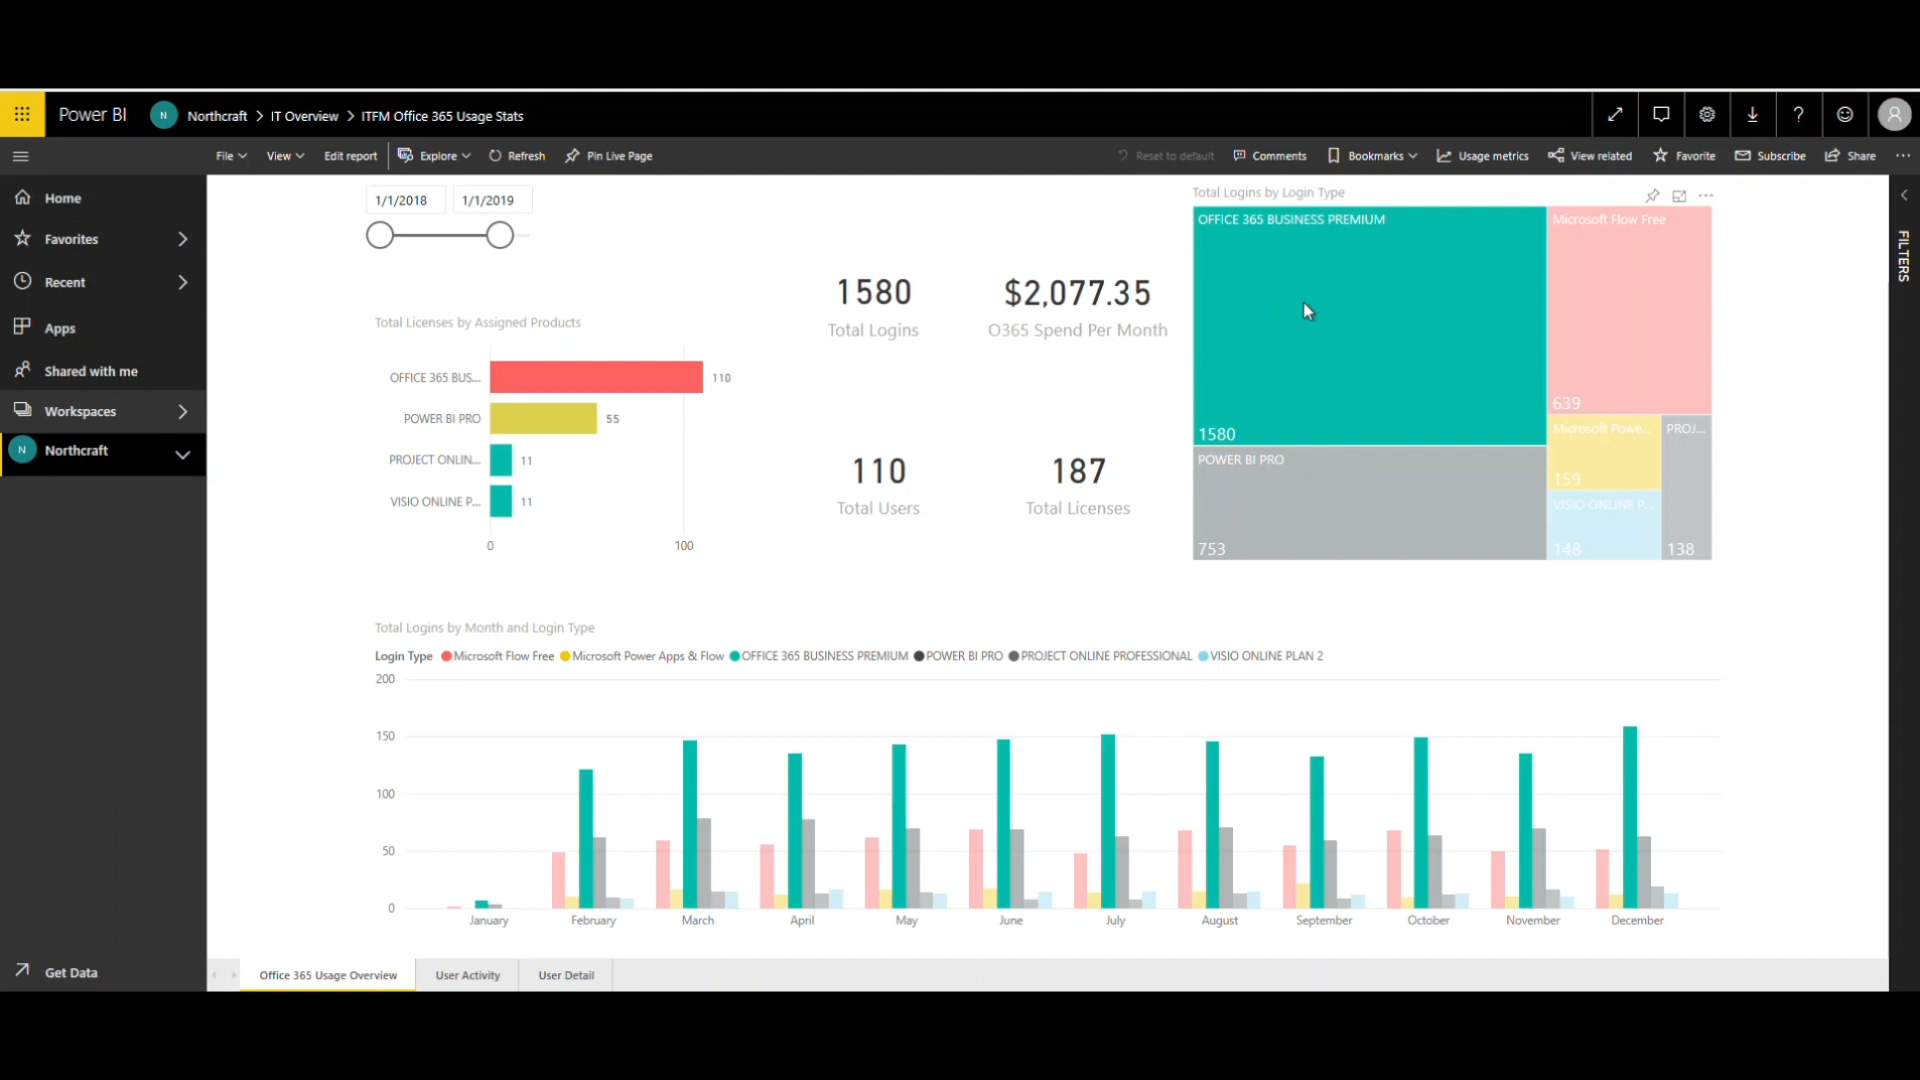 Power BI
N
Northcraft > IT Overview > ITFM Office 365 Usage Stats
?
File
View
Edit report
Explore
Refresh
Pin Live Page
Reset to default
Comments
Bookmarks
Usage metrics
View related
Favorite
Subscribe
Share
Home
Favorites
Recent
Apps
Shared with me
Workspaces
N
Northcraft
Get Data
1/1/2018
1/1/2019
Total Licenses by Assigned Products
OFFICE 365 BUS...
110
POWER BI PRO
55
PROJECT ONLIN...
11
VISIO ONLINE P...
11
0
100
1580
Total Logins
$2,077.35
O365 Spend Per Month
110
Total Users
187
Total Licenses
Total Logins by Login Type
OFFICE 365 BUSINESS PREMIUM
1580
Microsoft Flow Free
639
POWER BI PRO
753
Microsoft Powe...
159
VISIO ONLINE P...
148
PROJ...
138
FILTERS
Total Logins by Month and Login Type
Login Type Microsoft Flow Free Microsoft Power Apps & Flow OFFICE 365 BUSINESS PREMIUM POWER BI PRO PROJECT ONLINE PROFESSIONAL VISIO ONLINE PLAN 2
200
150
100
50
0
January February March April May June July August September October November December
Office 365 Usage Overview
User Activity
User Detail